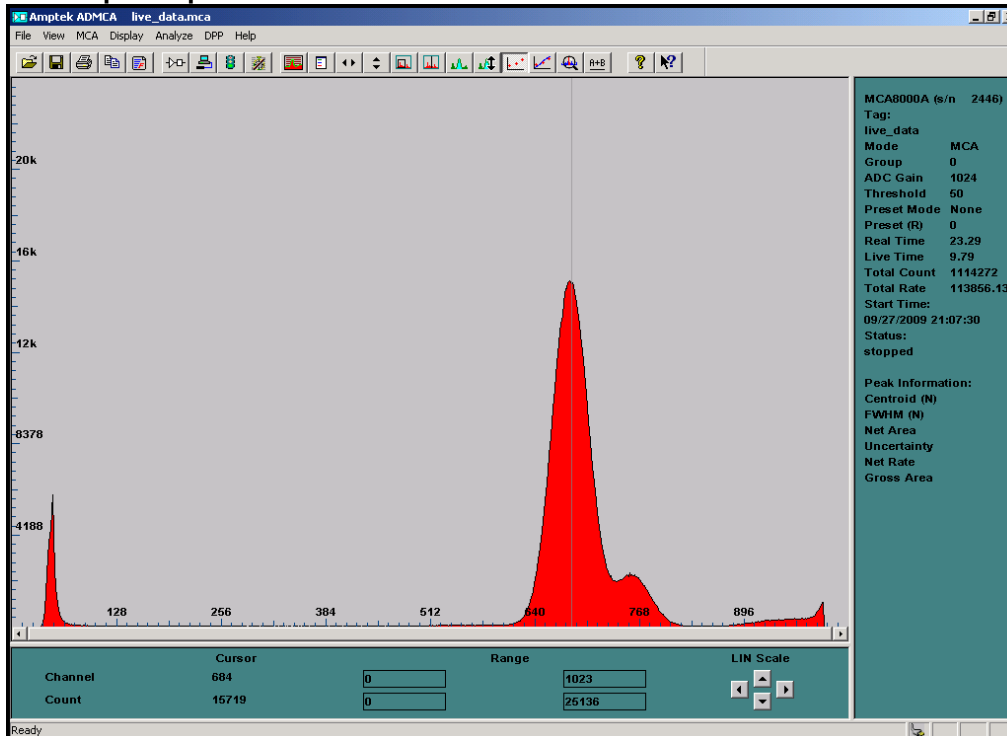 Amptek ADMCA live_data.mca
File View MCA Display Analyze DPP Help
A+B
MCA8000A (s/n 2446)
Tag:
live_data
Mode MCA
Group 0
ADC Gain 1024
Threshold 50
Preset Mode None
Preset (R) 0
Real Time 23.29
Live Time 9.79
Total Count 1114272
Total Rate 113856.13
Start Time:
09/27/2009 21:07:30
Status:
stopped
Peak Information:
Centroid (N)
FWHM (N)
Net Area
Uncertainty
Net Rate
Gross Area
20k
16k
12k
8378
4188
128 256 384 512 640 768 896
Cursor Range LIN Scale
Channel 684 0 1023
Count 15719 0 25136
Ready